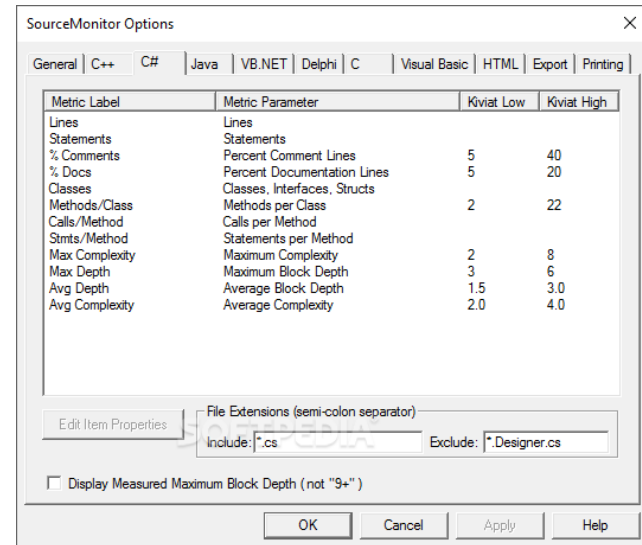 SourceMonitor Options
General C++ C# Java VB.NET Delphi C Visual Basic HTML Export Printing
Metric Label Metric Parameter Kiviat Low Kiviat High
Lines Lines
Statements Statements
% Comments Percent Comment Lines 5 40
% Docs Percent Documentation Lines 5 20
Classes Classes, Interfaces, Structs
Methods/Class Methods per Class 2 22
Calls/Method Calls per Method
Stmts/Method Statements per Method
Max Complexity Maximum Complexity 2 8
Max Depth Maximum Block Depth 3 6
Avg Depth Average Block Depth 1.5 3.0
Avg Complexity Average Complexity 2.0 4.0
Edit Item Properties
File Extensions (semi-colon separator)
SOFTPEDIA
Include: *.cs Exclude: *.Designer.cs
Display Measured Maximum Block Depth ( not "9+" )
OK Cancel Apply Help